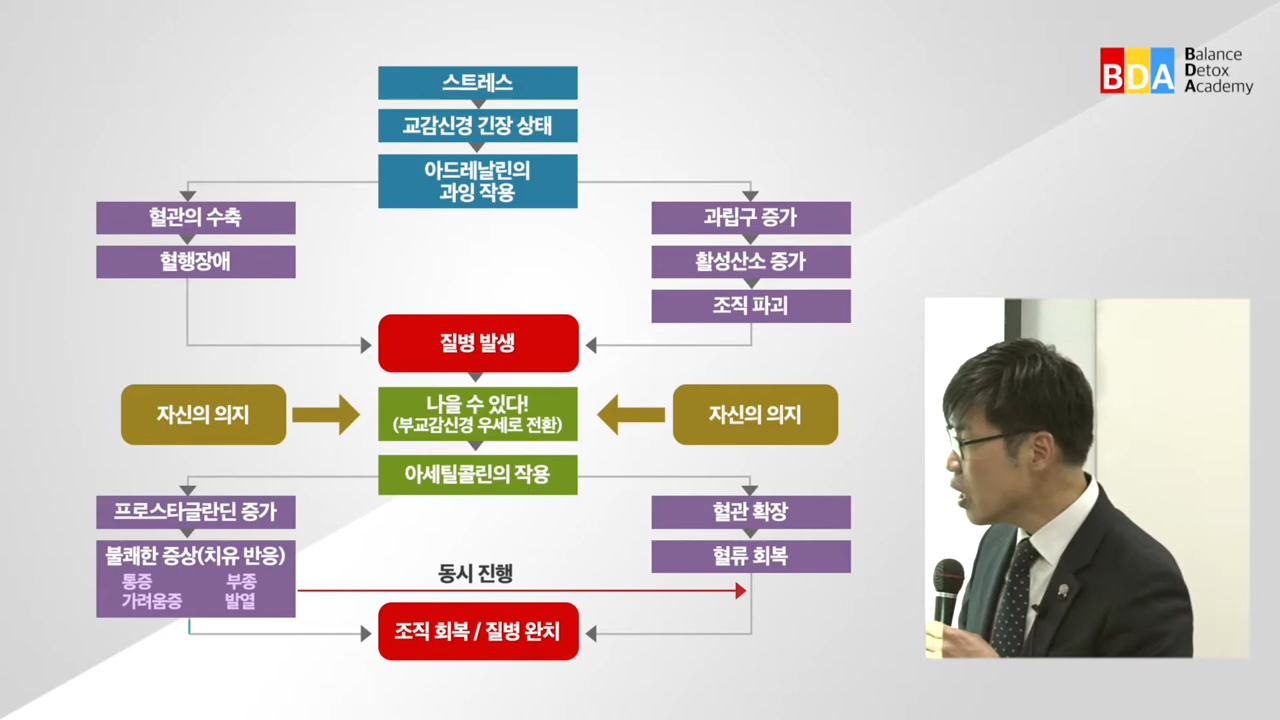 BDA
Balance
Detox
Academy
스트레스
교감신경 긴장 상태
아드레날린의
과잉 작용
혈관의 수축
혈행장애
과립구 증가
활성산소 증가
조직 파괴
질병 발생
자신의 의지
나을 수 있다!
(부교감신경 우세로 전환)
자신의 의지
아세틸콜린의 작용
프로스타글란딘 증가
불쾌한 증상(치유 반응)
통증 부종
가려움증 발열
혈관 확장
혈류 회복
동시 진행
조직 회복 / 질병 완치